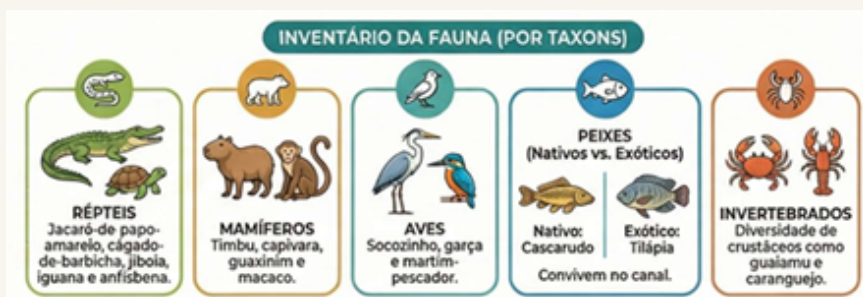 INVENTÁRIO DA FAUNA (POR TAXONS)
RÉPTEIS
Jacaró-de papo-
amarelo, cágado-
de-barbicha, jiboia,
iguana e anfisbena.
MAMÍFEROS
Timbu, capivara,
guaxinim e
macaco.
AVES
Socozinho, garça
e martim-
pescador.
PEIXES
(Nativos vs. Exóticos)
Nativo:
Cascarudo
Exótico:
Tilápia
Convivem no canal.
INVERTEBRADOS
Diversidade de
crustáceos como
guaiamu e
caranguejo.